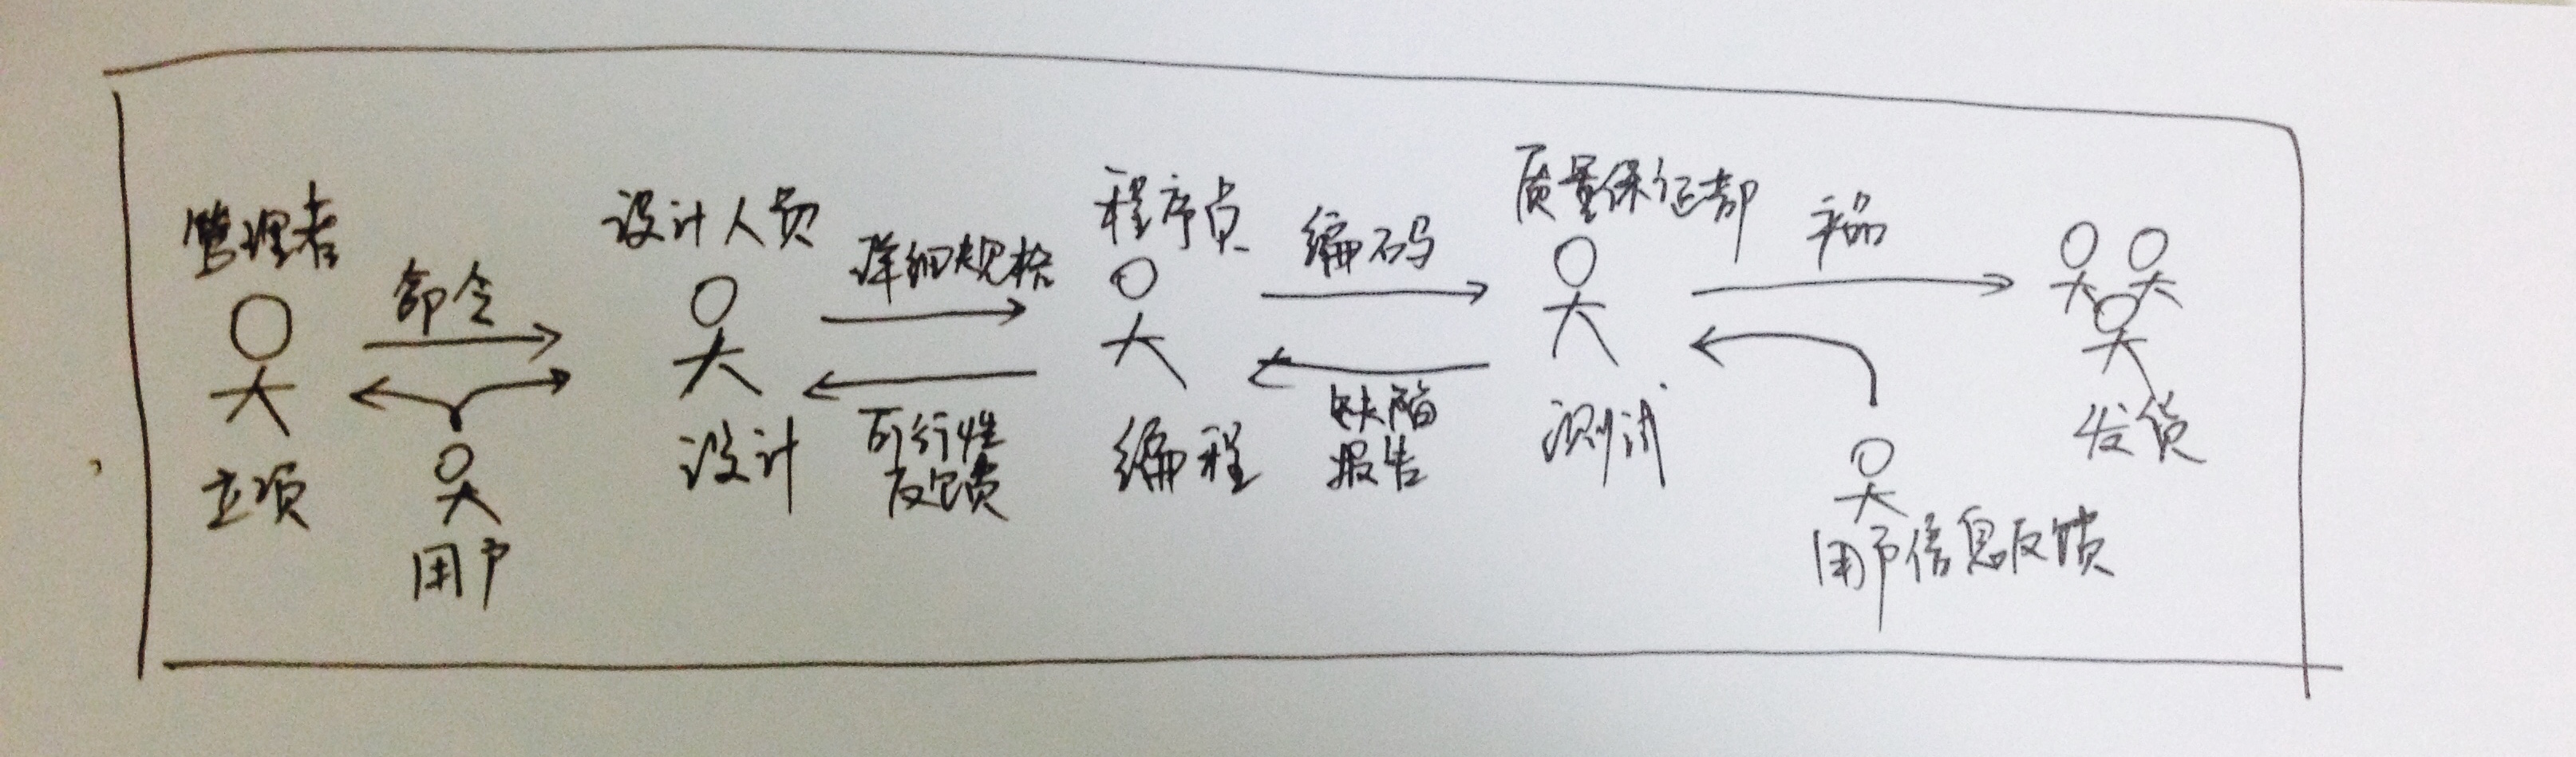 管理者
命令
立项
用户
设计人员
设计
详细规格
可行性
反馈
程序员
编程
编码
缺陷
报告
质量保证部
测试
产品
用户信息反馈
发货